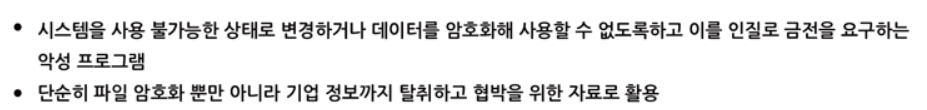 • 시스템을 사용 불가능한 상태로 변경하거나 데이터를 암호화해 사용할 수 없도록하고 이를 인질로 금전을 요구하는
악성 프로그램
• 단순히 파일 암호화 뿐만 아니라 기업 정보까지 탈취하고 협박을 위한 자료로 활용